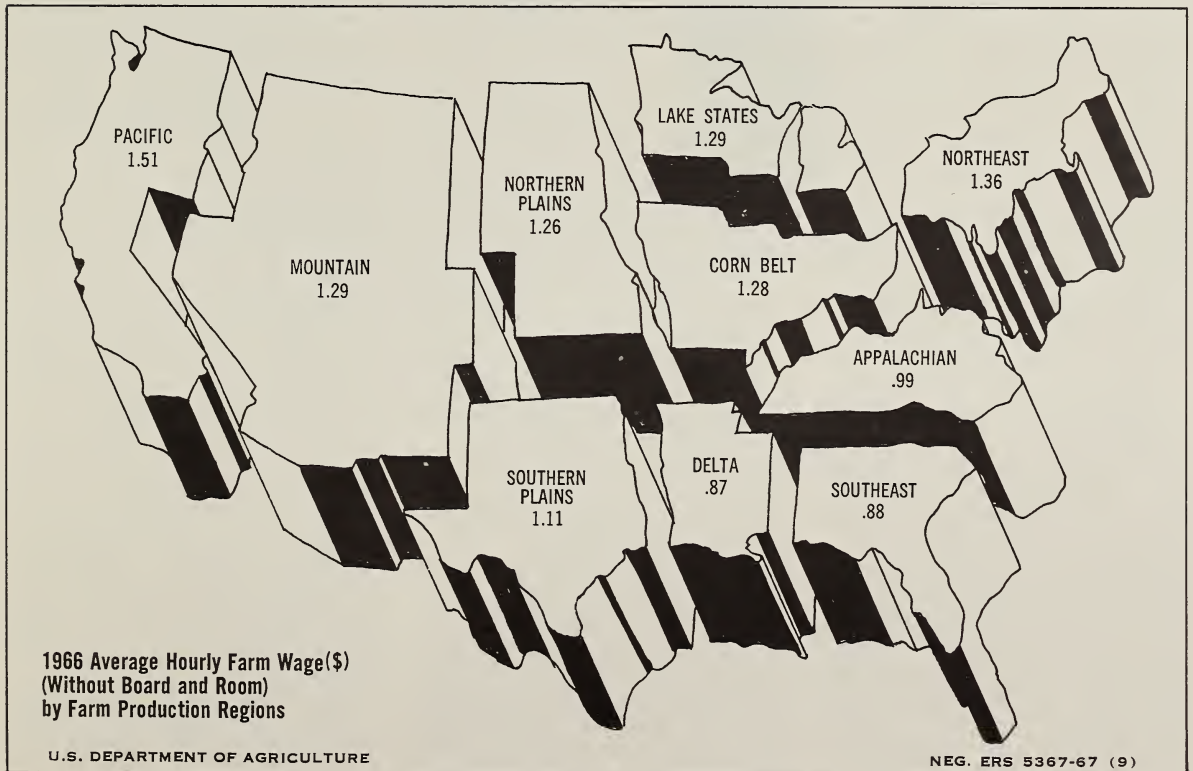 PACIFIC
1.51
MOUNTAIN
1.29
NORTHERN
PLAINS
1.26
LAKE STATES
1.29
CORN BELT
1.28
NORTHEAST
1.36
APPALACHIAN
.99
SOUTHERN
PLAINS
1.11
DELTA
.87
SOUTHEAST
.88
1966 Average Hourly Farm Wage($)
(Without Board and Room)
by Farm Production Regions
U.S. DEPARTMENT OF AGRICULTURE
NEG. ERS 5367-67 (9)